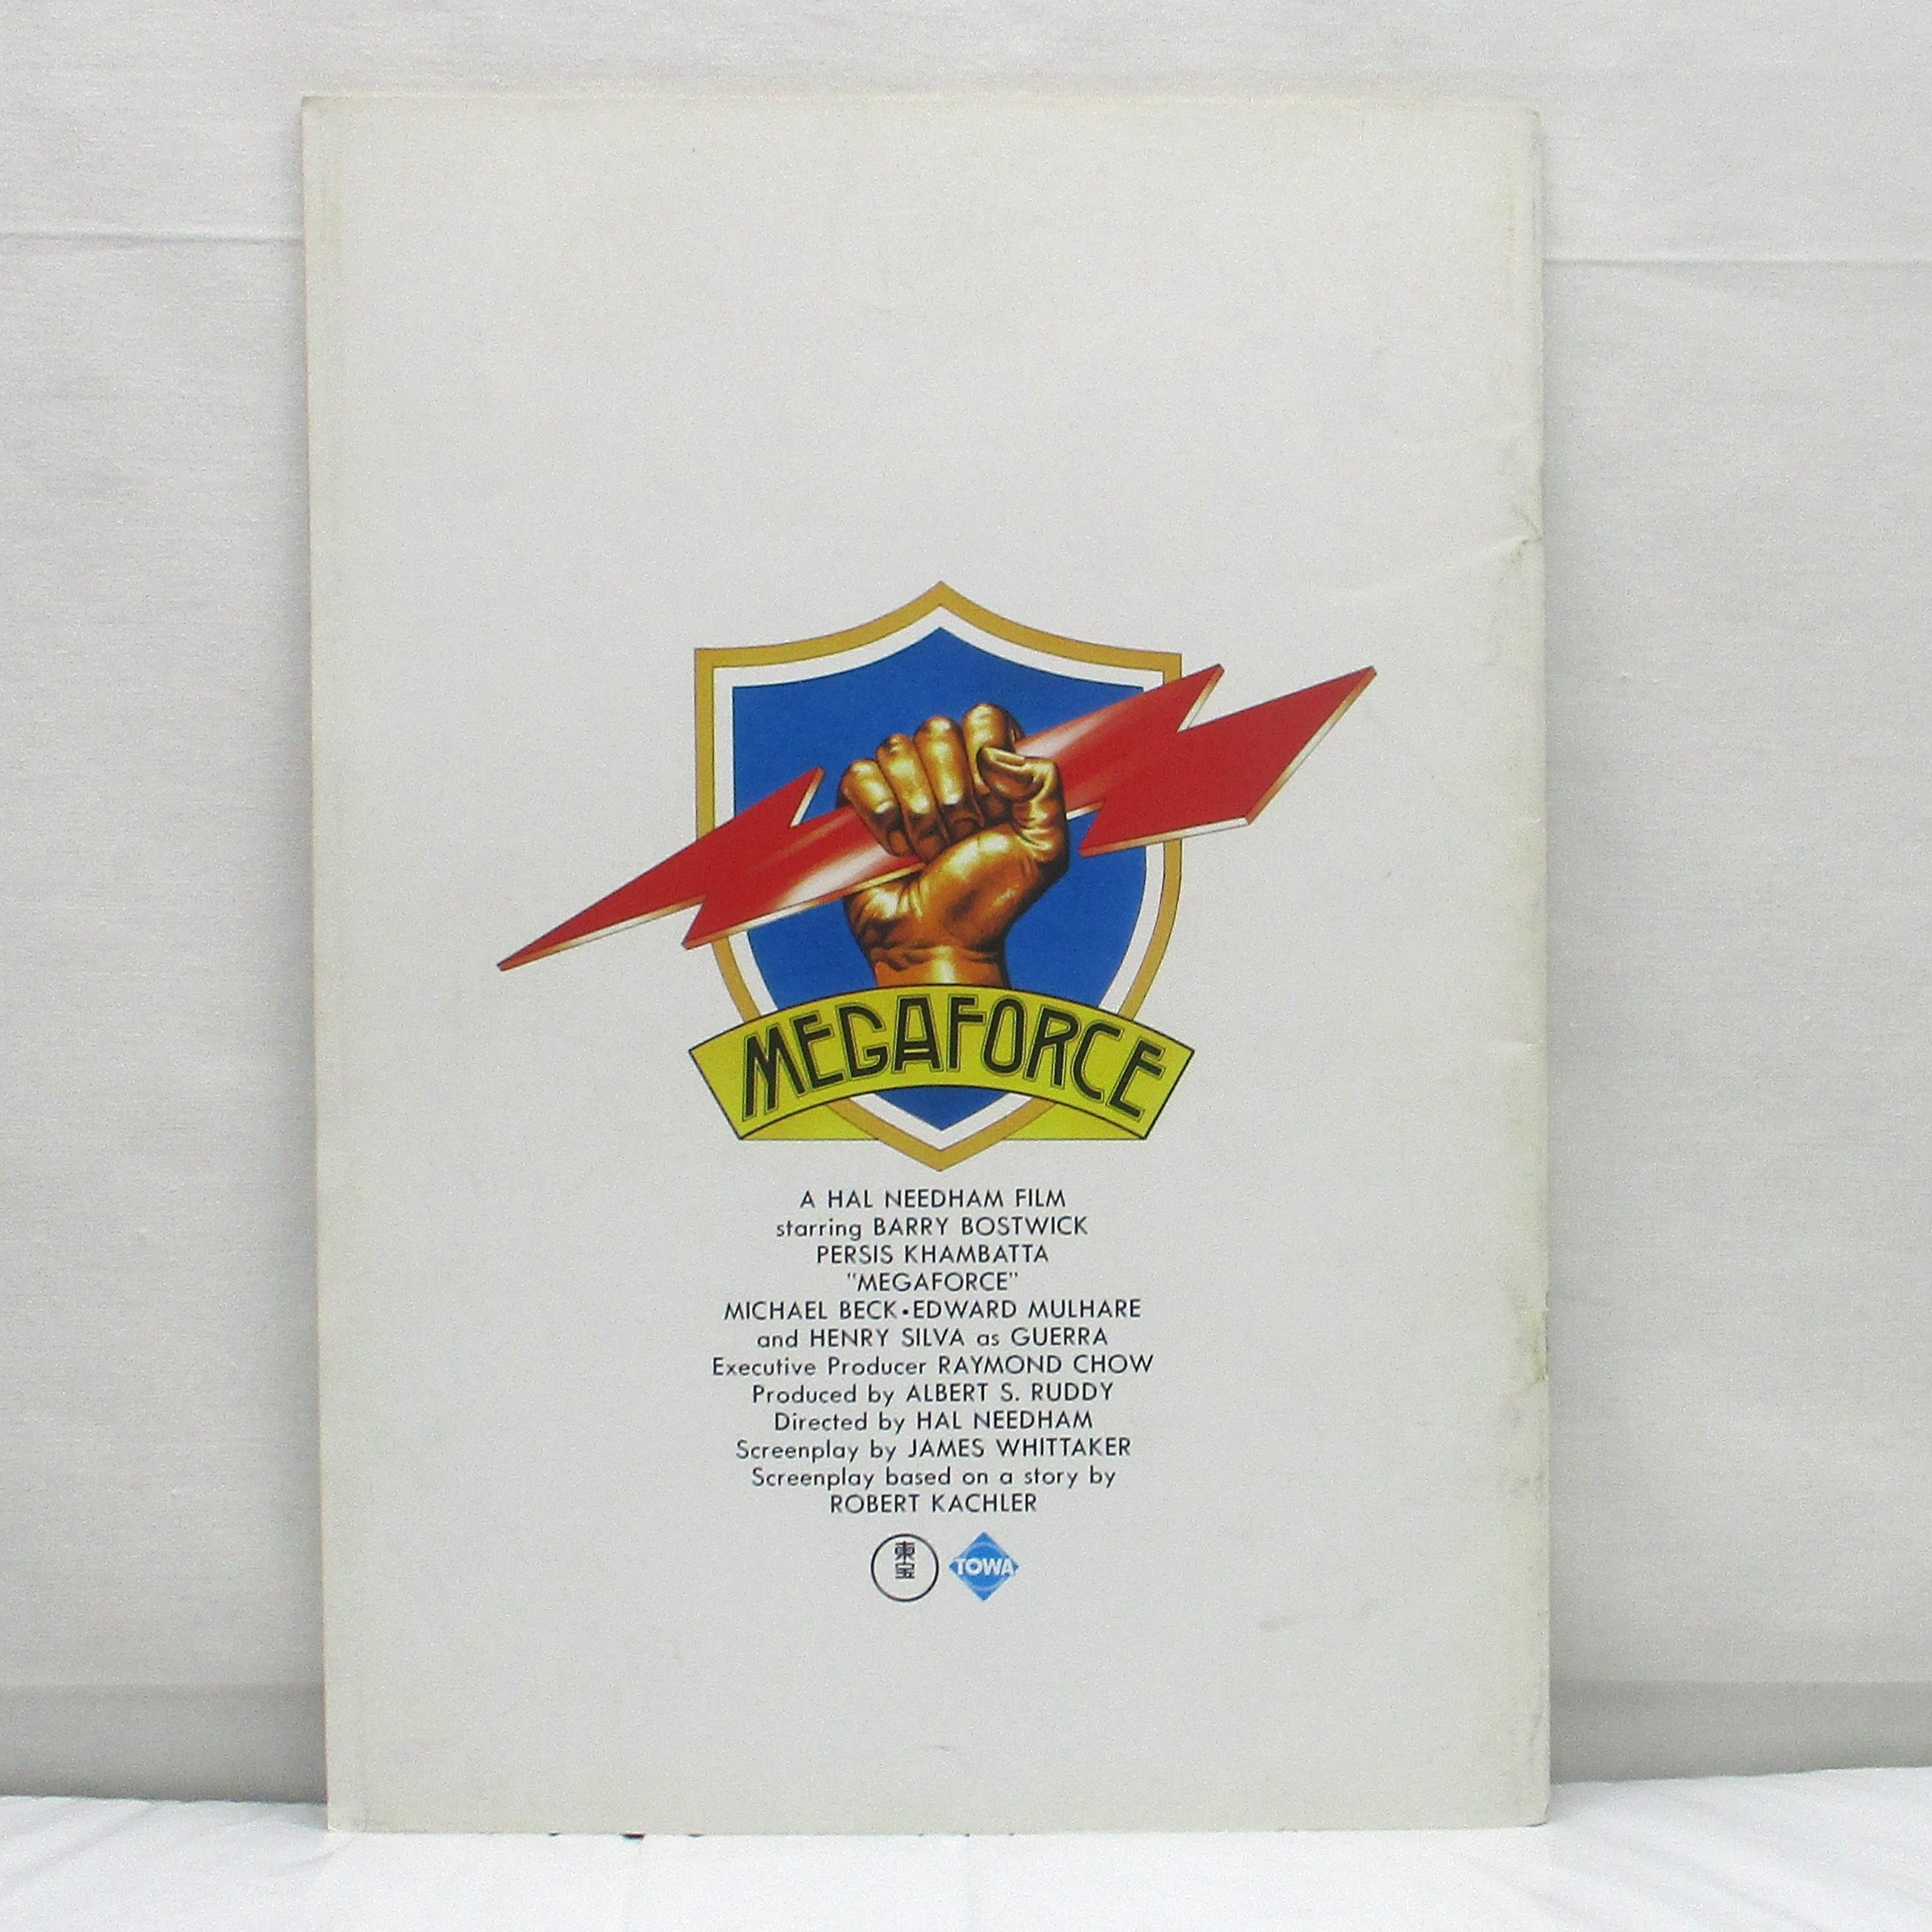 MEGAFORCE
A HAL NEEDHAM FILM
starring BARRY BOSTWICK
PERSIS KHAMBATTA
"MEGAFORCE"
MICHAEL BECK•EDWARD MULHARE
and HENRY SILVA as GUERRA
Executive Producer RAYMOND CHOW
Produced by ALBERT S. RUDDY
Directed by HAL NEEDHAM
Screenplay by JAMES WHITTAKER
Screenplay based on a story by
ROBERT KACHLER
東宝 TOWA